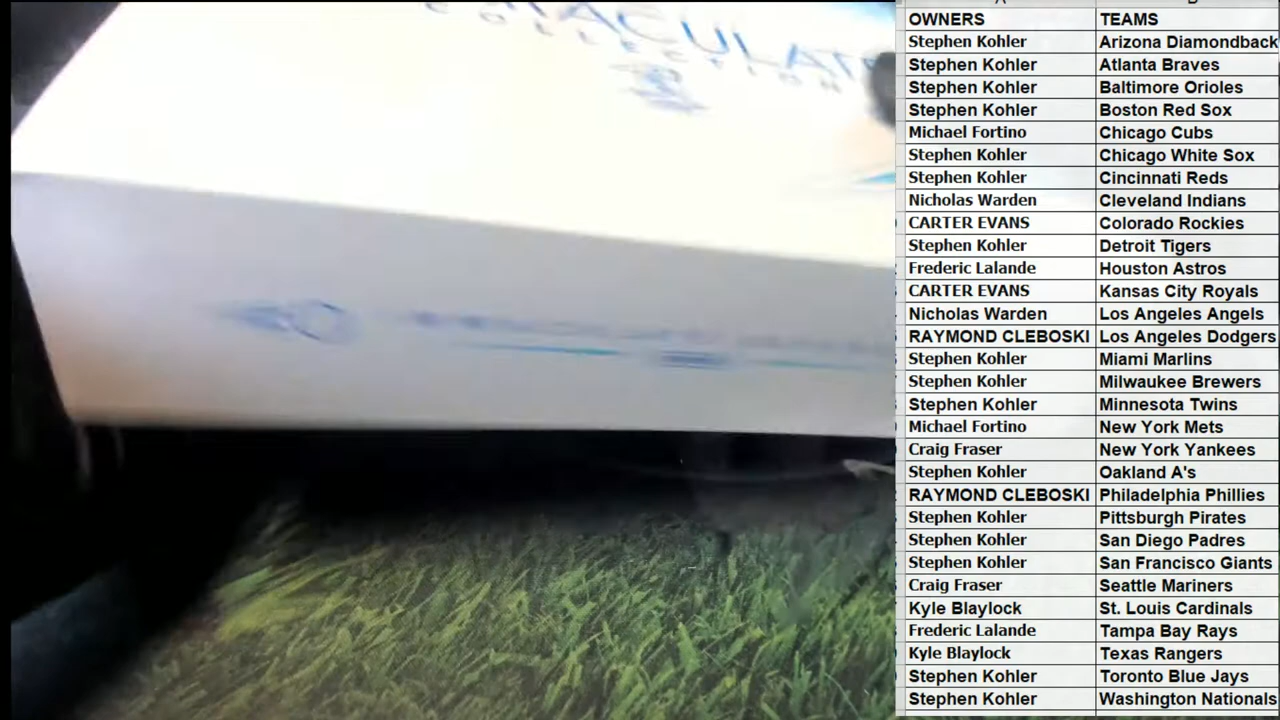 OWNERS TEAMS
Stephen Kohler Arizona Diamondback
Stephen Kohler Atlanta Braves
Stephen Kohler Baltimore Orioles
Stephen Kohler Boston Red Sox
Michael Fortino Chicago Cubs
Stephen Kohler Chicago White Sox
Stephen Kohler Cincinnati Reds
Nicholas Warden Cleveland Indians
CARTER EVANS Colorado Rockies
Stephen Kohler Detroit Tigers
Frederic Lalande Houston Astros
CARTER EVANS Kansas City Royals
Nicholas Warden Los Angeles Angels
RAYMOND CLEBOSKI Los Angeles Dodgers
Stephen Kohler Miami Marlins
Stephen Kohler Milwaukee Brewers
Stephen Kohler Minnesota Twins
Michael Fortino New York Mets
Craig Fraser New York Yankees
Stephen Kohler Oakland A's
RAYMOND CLEBOSKI Philadelphia Phillies
Stephen Kohler Pittsburgh Pirates
Stephen Kohler San Diego Padres
Stephen Kohler San Francisco Giants
Craig Fraser Seattle Mariners
Kyle Blaylock St. Louis Cardinals
Frederic Lalande Tampa Bay Rays
Kyle Blaylock Texas Rangers
Stephen Kohler Toronto Blue Jays
Stephen Kohler Washington Nationals